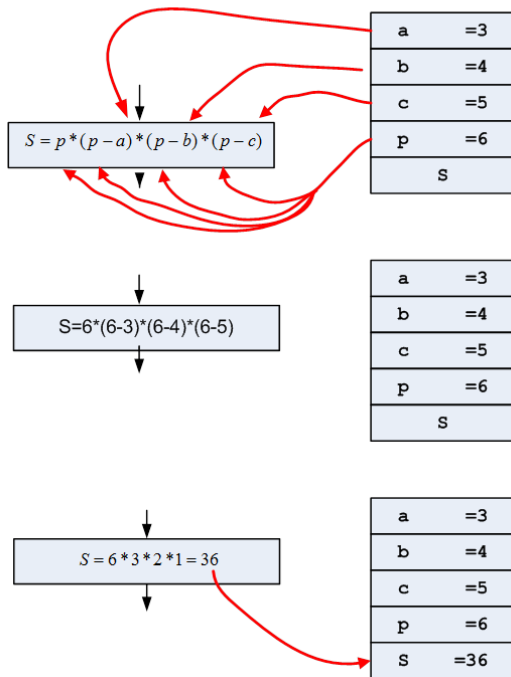 a =3
b =4
c =5
p =6
S
S = p*(p−a)*(p−b)*(p−c)
a =3
b =4
c =5
p =6
S
S=6*(6-3)*(6-4)*(6-5)
a =3
b =4
c =5
p =6
S =36
S = 6*3*2*1 = 36